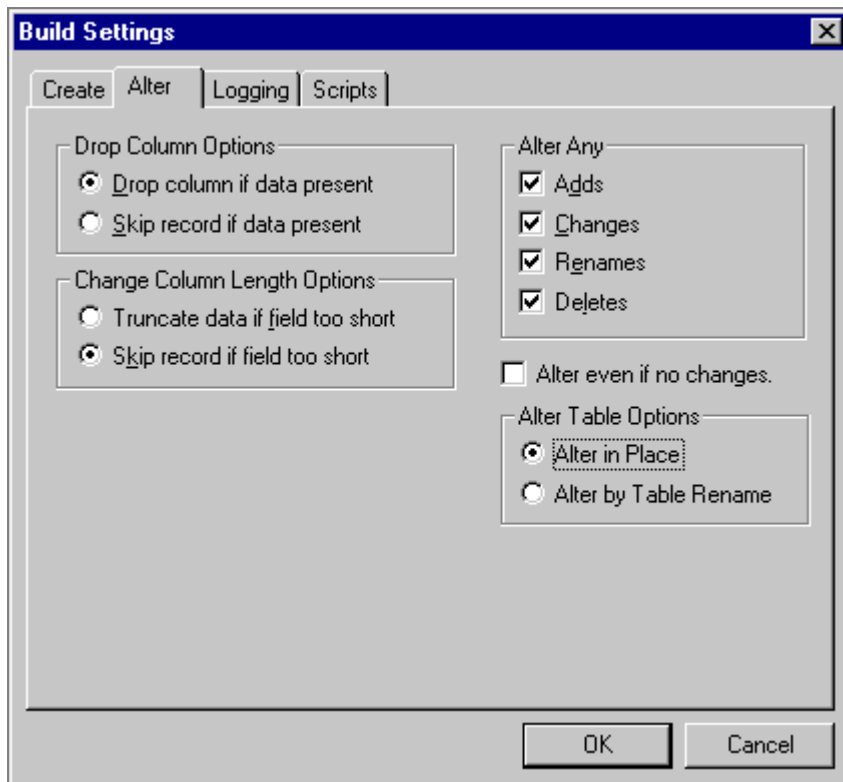 Build Settings
Create Alter Logging Scripts
Drop Column Options
Drop column if data present
Skip record if data present
Change Column Length Options
Truncate data if field too short
Skip record if field too short
Alter Any
Adds
Changes
Renames
Deletes
Alter even if no changes.
Alter Table Options
Alter in Place
Alter by Table Rename
OK Cancel